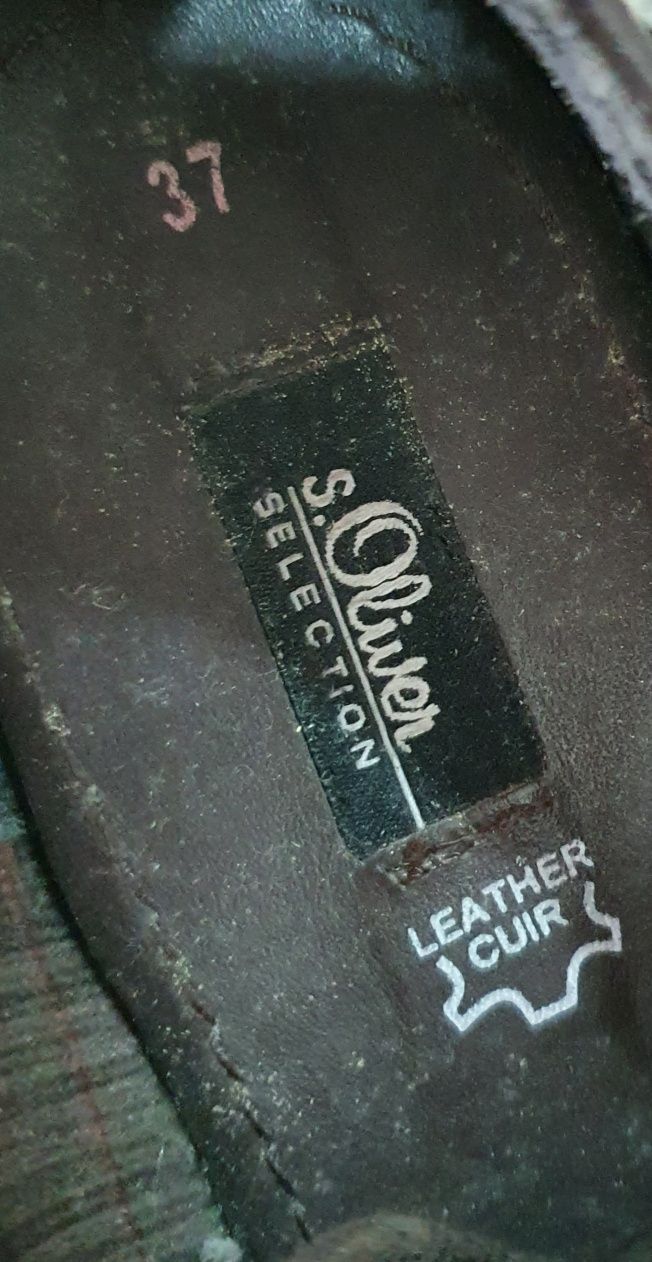 37
s.Oliver
SELECTION
LEATHER
CUIR